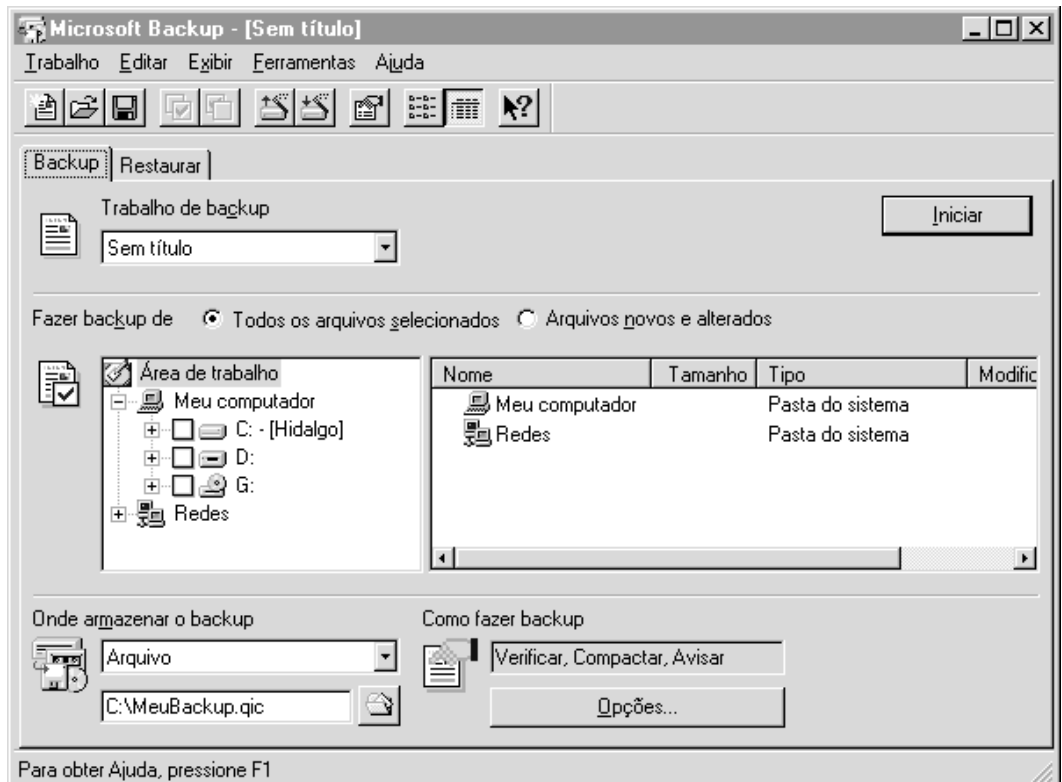 Microsoft Backup - [Sem título]
Trabalho Editar Exibir Ferramentas Ajuda
Backup Restaurar
Trabalho de backup
Iniciar
Sem título
Fazer backup de Todos os arquivos selecionados Arquivos novos e alterados
Área de trabalho
Meu computador
C: - [Hidalgo]
D:
G:
Redes
Nome Tamanho Tipo Modific
Meu computador Pasta do sistema
Redes Pasta do sistema
Onde armazenar o backup
Arquivo
C:\MeuBackup.qic
Como fazer backup
Verificar, Compactar, Avisar
Opções...
Para obter Ajuda, pressione F1